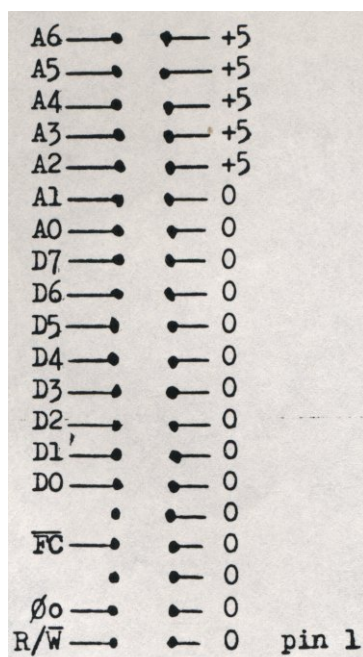 A6 +5
A5 +5
A4 +5
A3 +5
A2 +5
A1 0
A0 0
D7 0
D6 0
D5 0
D4 0
D3 0
D2 0
D1 0
D0 0
0
F̅C̅ 0
0
Øo 0
R/W̅ 0 pin 1